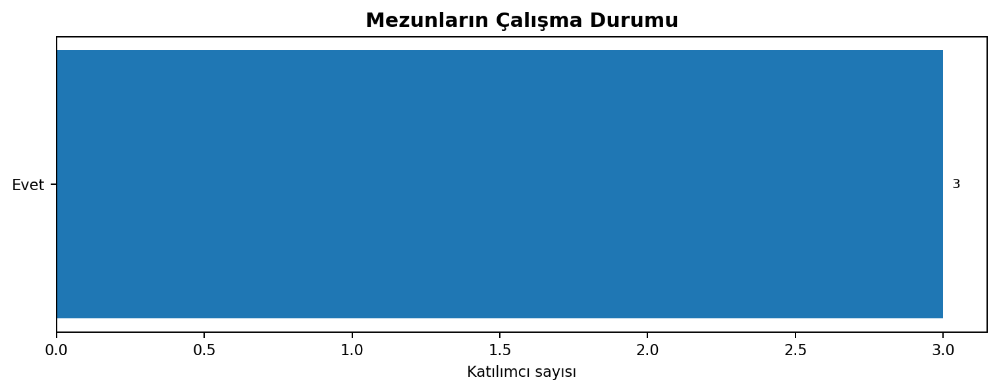 Mezunların Çalışma Durumu
Evet
3
0.0 0.5 1.0 1.5 2.0 2.5 3.0
Katılımcı sayısı